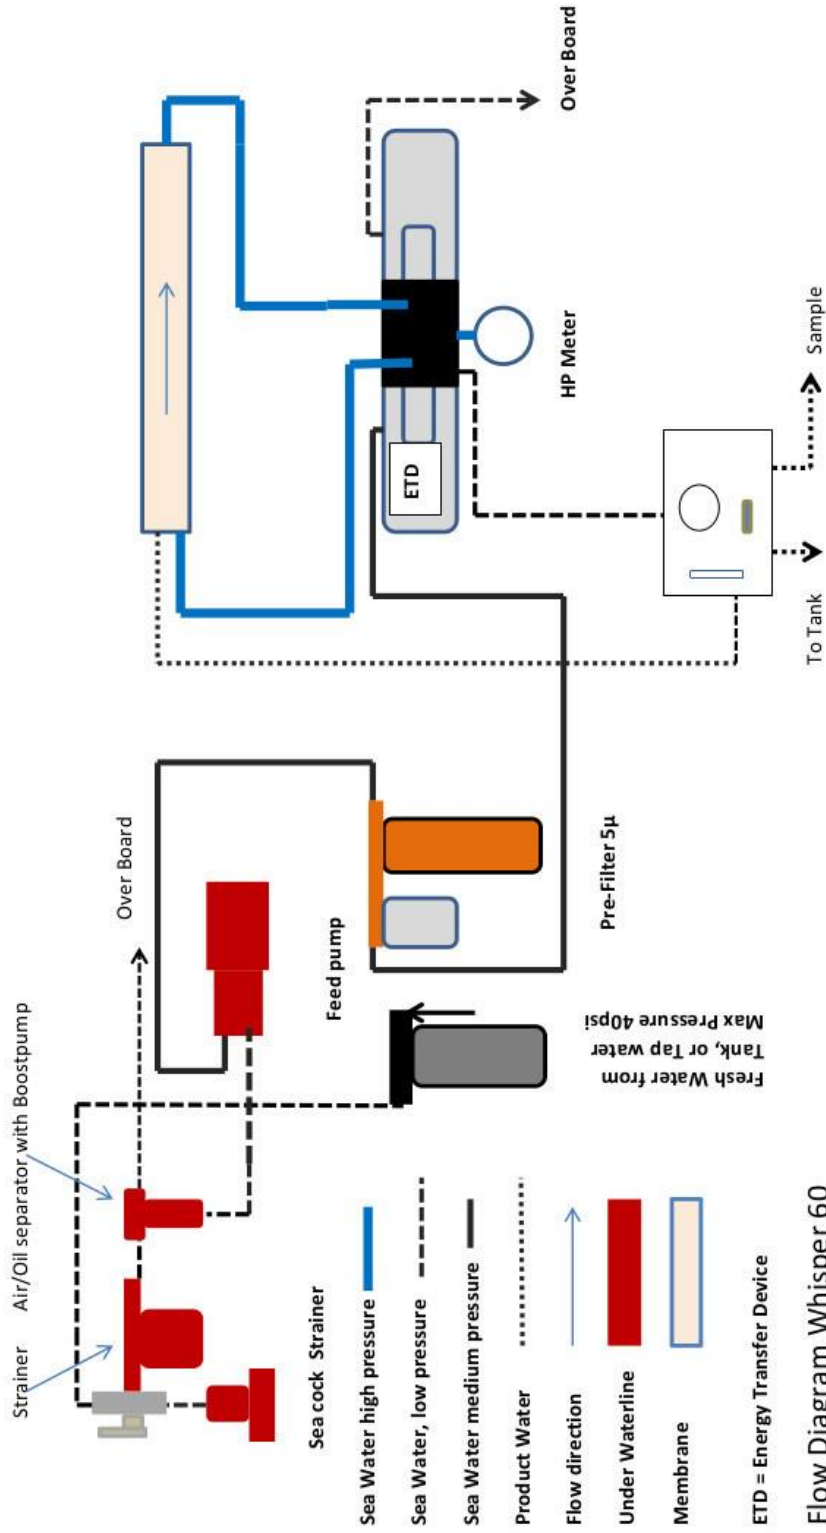 Strainer
Air/Oil separator with Boostpump
Over Board
Feed pump
Sea cock  Strainer
Fresh Water from
Tank, or Tap water
Max Pressure 40psi
Pre-Filter 5μ
ETD
HP Meter
Over Board
To Tank
Sample
Sea Water high pressure
Sea Water, low pressure
Sea Water medium pressure
Product Water
Flow direction
Under Waterline
Membrane
ETD = Energy Transfer Device
Flow Diagram Whisper 60